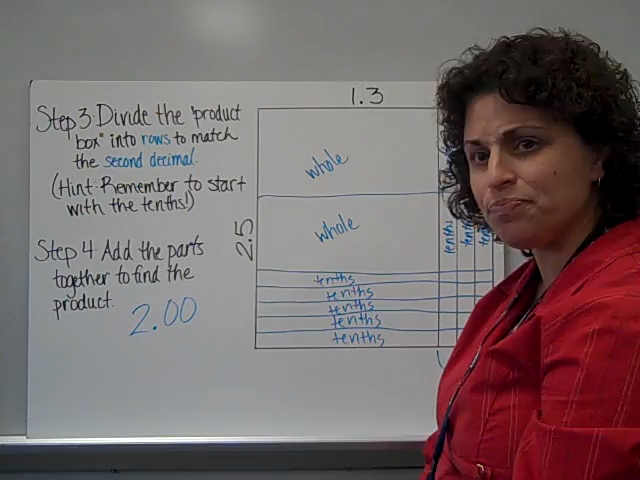 Step 3: Divide the "product
box" into rows to match
the second decimal.
(Hint: Remember to start
with the tenths!)
Step 4 Add the parts
together to find the
product.
2.00
1.3
2.5
whole
whole
tenths
tenths
tenths
tenths
tenths
tenths
tenths